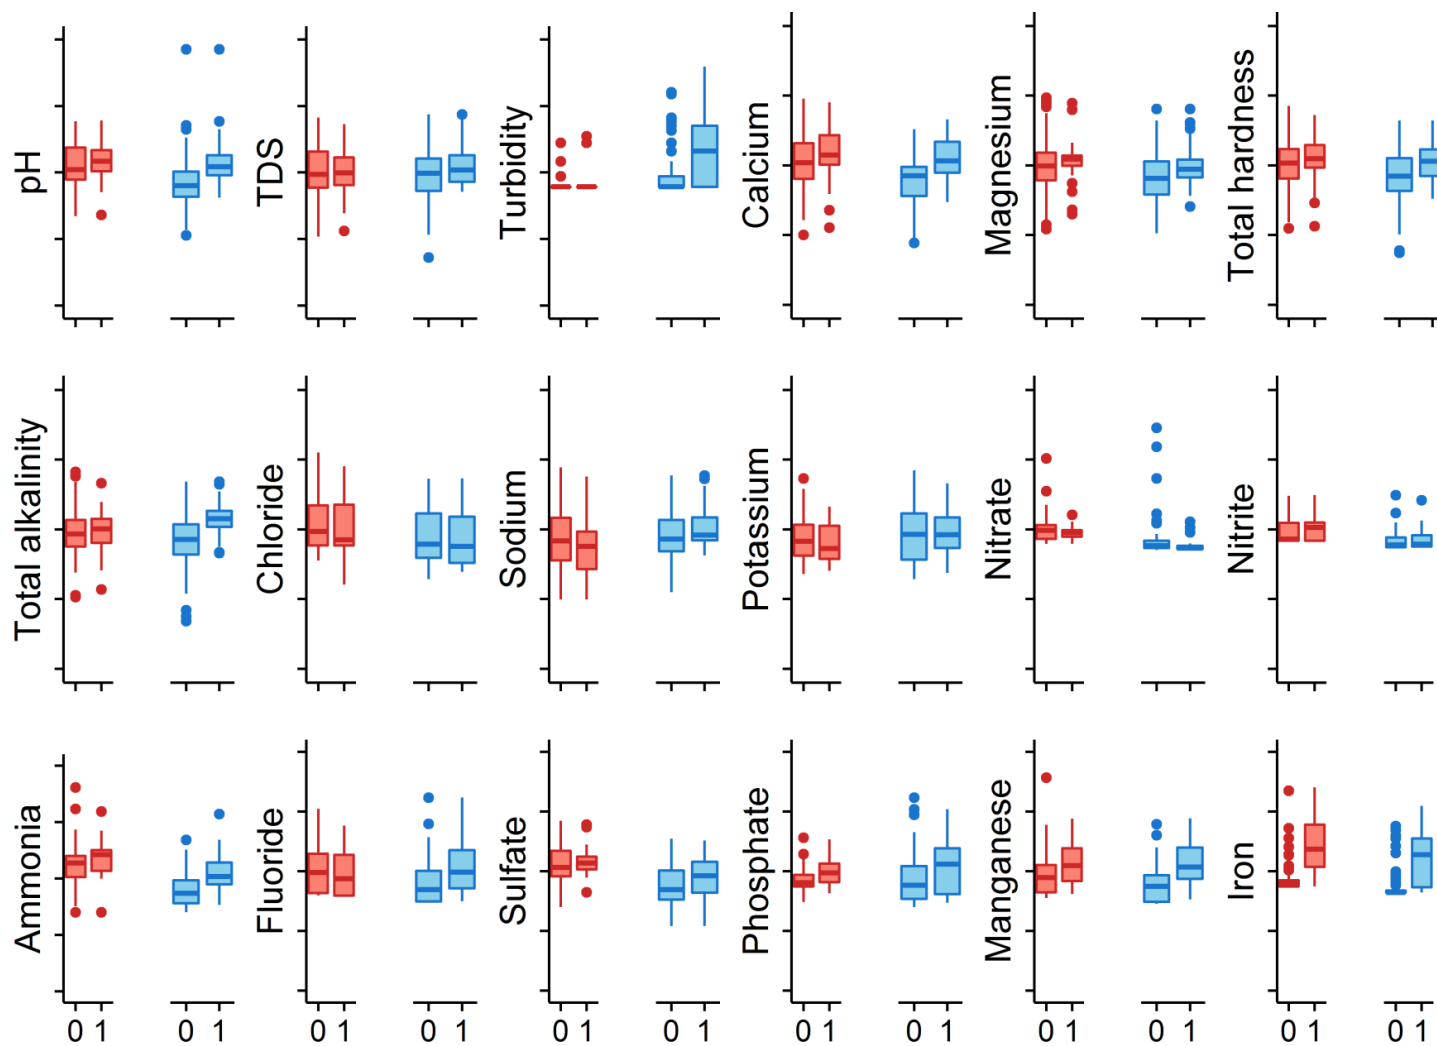 pH
TDS
Turbidity
Calcium
Magnesium
Total hardness
Total alkalinity
Chloride
Sodium
Potassium
Nitrate
Nitrite
Ammonia
Fluoride
Sulfate
Phosphate
Manganese
Iron
0 1 0 1 0 1 0 1 0 1 0 1 0 1 0 1 0 1 0 1 0 1 0 1